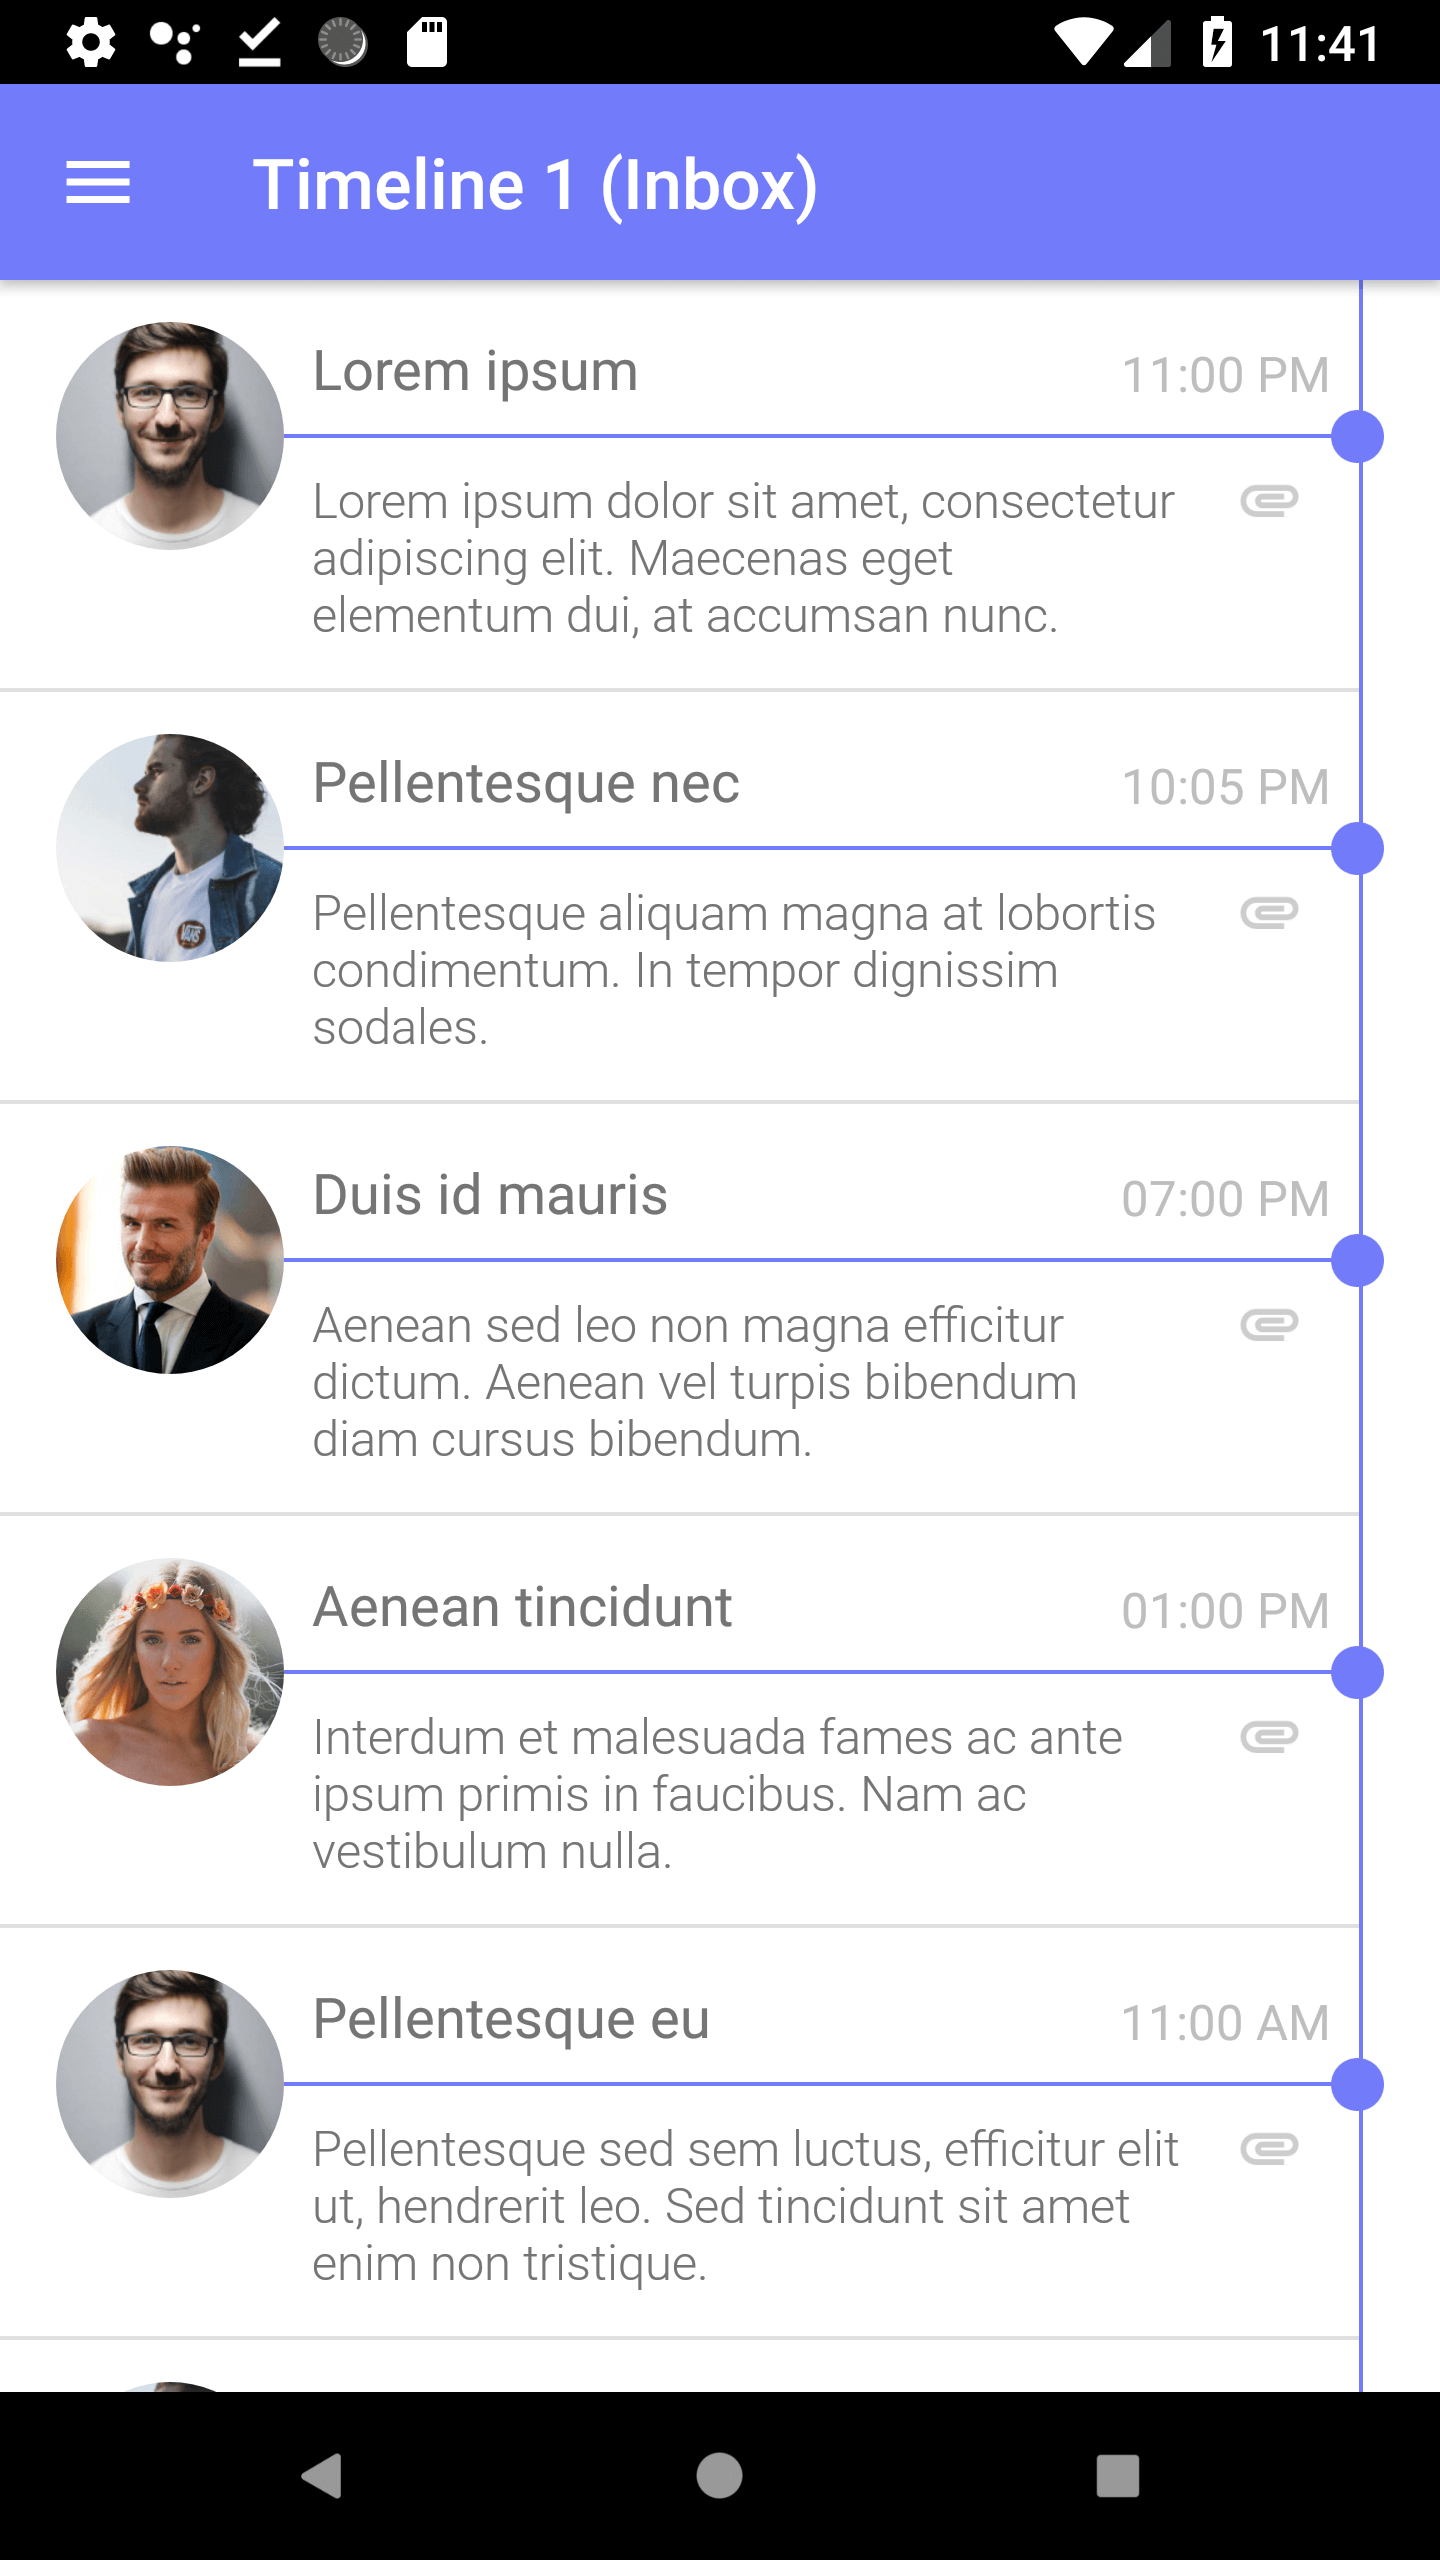 11:41
Timeline 1 (Inbox)
Lorem ipsum
11:00 PM
Lorem ipsum dolor sit amet, consectetur
adipiscing elit. Maecenas eget
elementum dui, at accumsan nunc.
Pellentesque nec
10:05 PM
VANS
Pellentesque aliquam magna at lobortis
condimentum. In tempor dignissim
sodales.
Duis id mauris
07:00 PM
Aenean sed leo non magna efficitur
dictum. Aenean vel turpis bibendum
diam cursus bibendum.
Aenean tincidunt
01:00 PM
Interdum et malesuada fames ac ante
ipsum primis in faucibus. Nam ac
vestibulum nulla.
Pellentesque eu
11:00 AM
Pellentesque sed sem luctus, efficitur elit
ut, hendrerit leo. Sed tincidunt sit amet
enim non tristique.